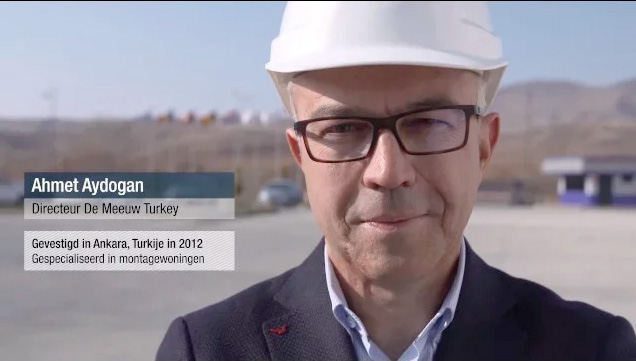 Ahmet Aydogan
Directeur De Meeuw Turkey
Gevestigd in Ankara, Turkije in 2012
Gespecialiseerd in montagewoningen